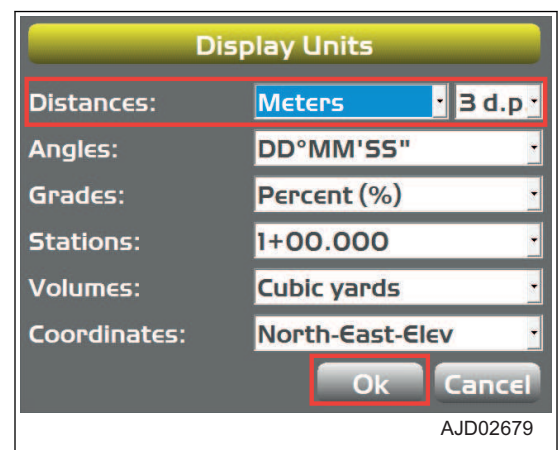 Display Units
Distances: Meters 3 d.p
Angles: DD°MM'SS"
Grades: Percent (%)
Stations: 1+00.000
Volumes: Cubic yards
Coordinates: North-East-Elev
Ok Cancel
AJD02679